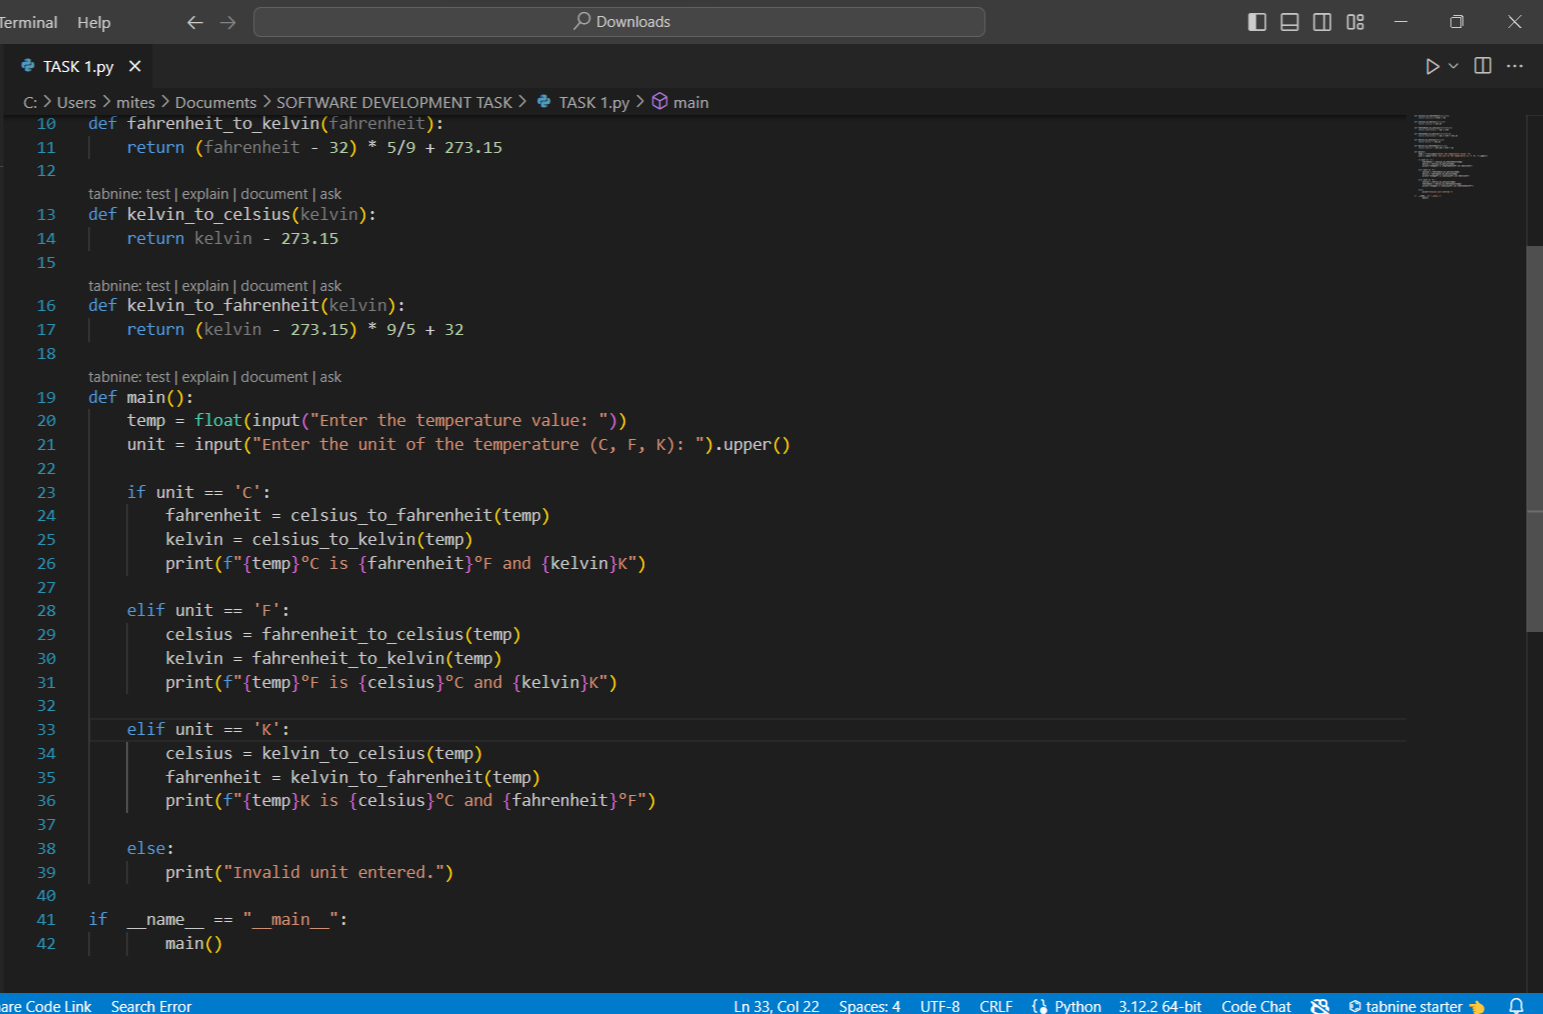 Terminal Help Downloads
TASK 1.py
C: > Users > mites > Documents > SOFTWARE DEVELOPMENT TASK > TASK 1.py > main
10 def fahrenheit_to_kelvin(fahrenheit):
11     return (fahrenheit - 32) * 5/9 + 273.15
12
tabnine: test | explain | document | ask
13 def kelvin_to_celsius(kelvin):
14     return kelvin - 273.15
15
tabnine: test | explain | document | ask
16 def kelvin_to_fahrenheit(kelvin):
17     return (kelvin - 273.15) * 9/5 + 32
18
tabnine: test | explain | document | ask
19 def main():
20     temp = float(input("Enter the temperature value: "))
21     unit = input("Enter the unit of the temperature (C, F, K): ").upper()
22
23     if unit == 'C':
24         fahrenheit = celsius_to_fahrenheit(temp)
25         kelvin = celsius_to_kelvin(temp)
26         print(f"{temp}°C is {fahrenheit}°F and {kelvin}K")
27
28     elif unit == 'F':
29         celsius = fahrenheit_to_celsius(temp)
30         kelvin = fahrenheit_to_kelvin(temp)
31         print(f"{temp}°F is {celsius}°C and {kelvin}K")
32
33     elif unit == 'K':
34         celsius = kelvin_to_celsius(temp)
35         fahrenheit = kelvin_to_fahrenheit(temp)
36         print(f"{temp}K is {celsius}°C and {fahrenheit}°F")
37
38     else:
39         print("Invalid unit entered.")
40
41 if  __name__ == "__main__":
42         main()
are Code Link Search Error Ln 33, Col 22 Spaces: 4 UTF-8 CRLF Python 3.12.2 64-bit Code Chat tabnine starter